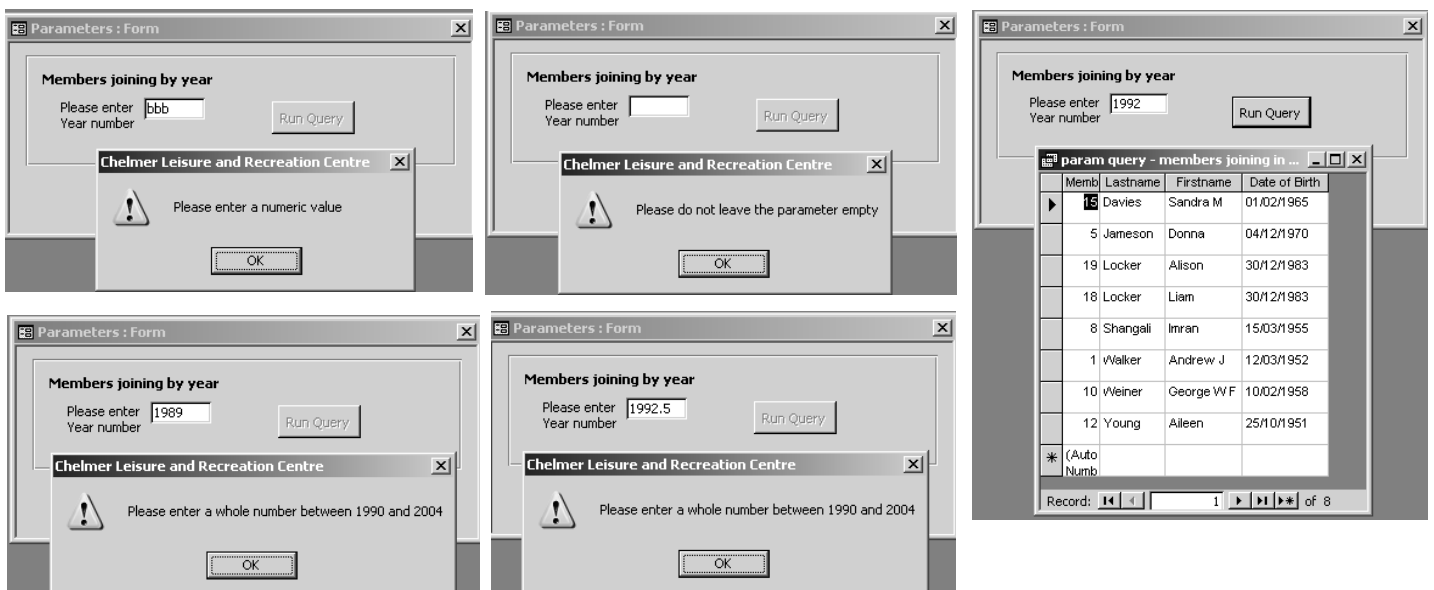 Parameters : Form
Members joining by year
Please enter
Year number
bbb
Run Query
Chelmer Leisure and Recreation Centre
Please enter a numeric value
OK
Parameters : Form
Members joining by year
Please enter
Year number
Run Query
Chelmer Leisure and Recreation Centre
Please do not leave the parameter empty
OK
Parameters : Form
Members joining by year
Please enter
Year number
1992
Run Query
param query - members joining in ...
Memb Lastname Firstname Date of Birth
15 Davies Sandra M 01/02/1965
5 Jameson Donna 04/12/1970
19 Locker Alison 30/12/1983
18 Locker Liam 30/12/1983
8 Shangali Imran 15/03/1955
1 Walker Andrew J 12/03/1952
10 Weiner George W F 10/02/1958
12 Young Aileen 25/10/1951
(Auto
Numb
Record: 1 of 8
Parameters : Form
Members joining by year
Please enter
Year number
1989
Run Query
Chelmer Leisure and Recreation Centre
Please enter a whole number between 1990 and 2004
OK
Parameters : Form
Members joining by year
Please enter
Year number
1992.5
Run Query
Chelmer Leisure and Recreation Centre
Please enter a whole number between 1990 and 2004
OK